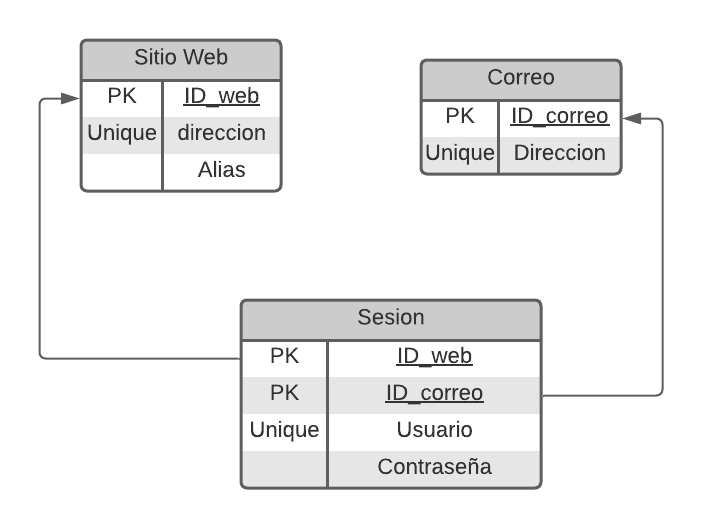 Sitio Web
PK ID_web
Unique direccion
Alias
Correo
PK ID_correo
Unique Direccion
Sesion
PK ID_web
PK ID_correo
Unique Usuario
Contraseña